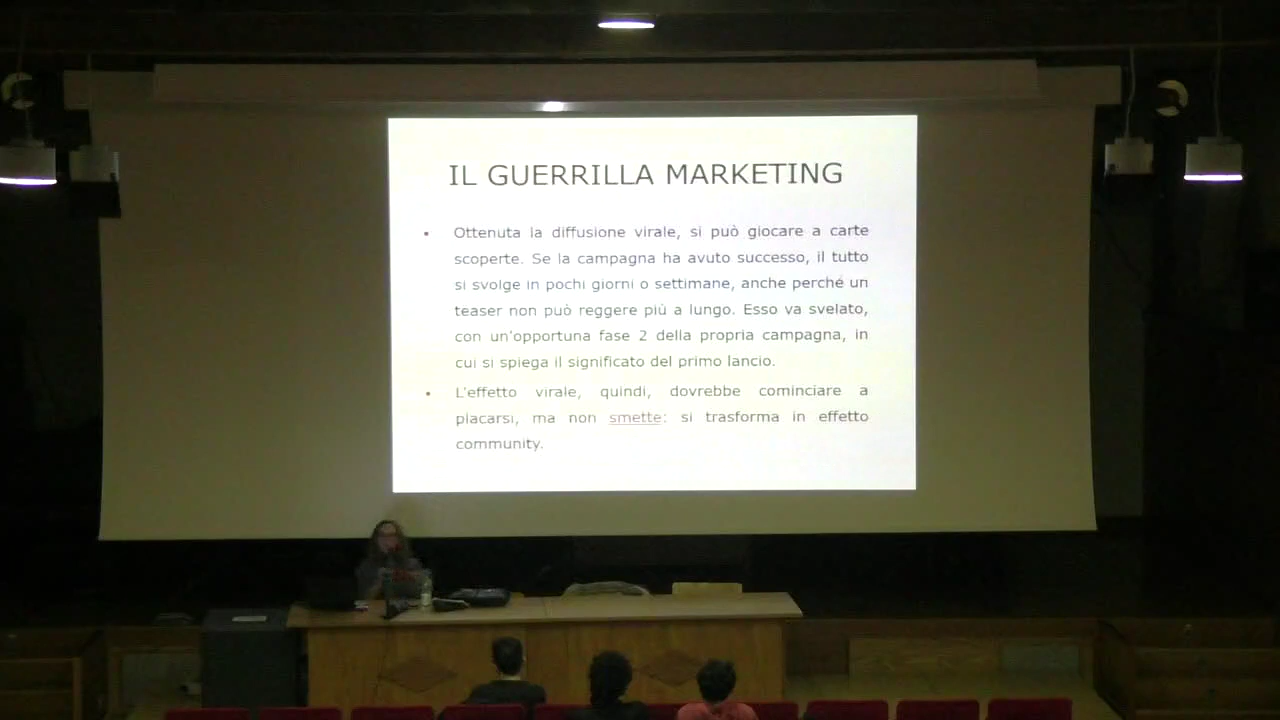 IL GUERRILLA MARKETING
• Ottenuta la diffusione virale, si può giocare a carte
scoperte. Se la campagna ha avuto successo, il tutto
si svolge in pochi giorni o settimane, anche perché un
teaser non può reggere più a lungo. Esso va svelato,
con un'opportuna fase 2 della propria campagna, in
cui si spiega il significato del primo lancio.
• L'effetto virale, quindi, dovrebbe cominciare a
placarsi, ma non smette: si trasforma in effetto
community.